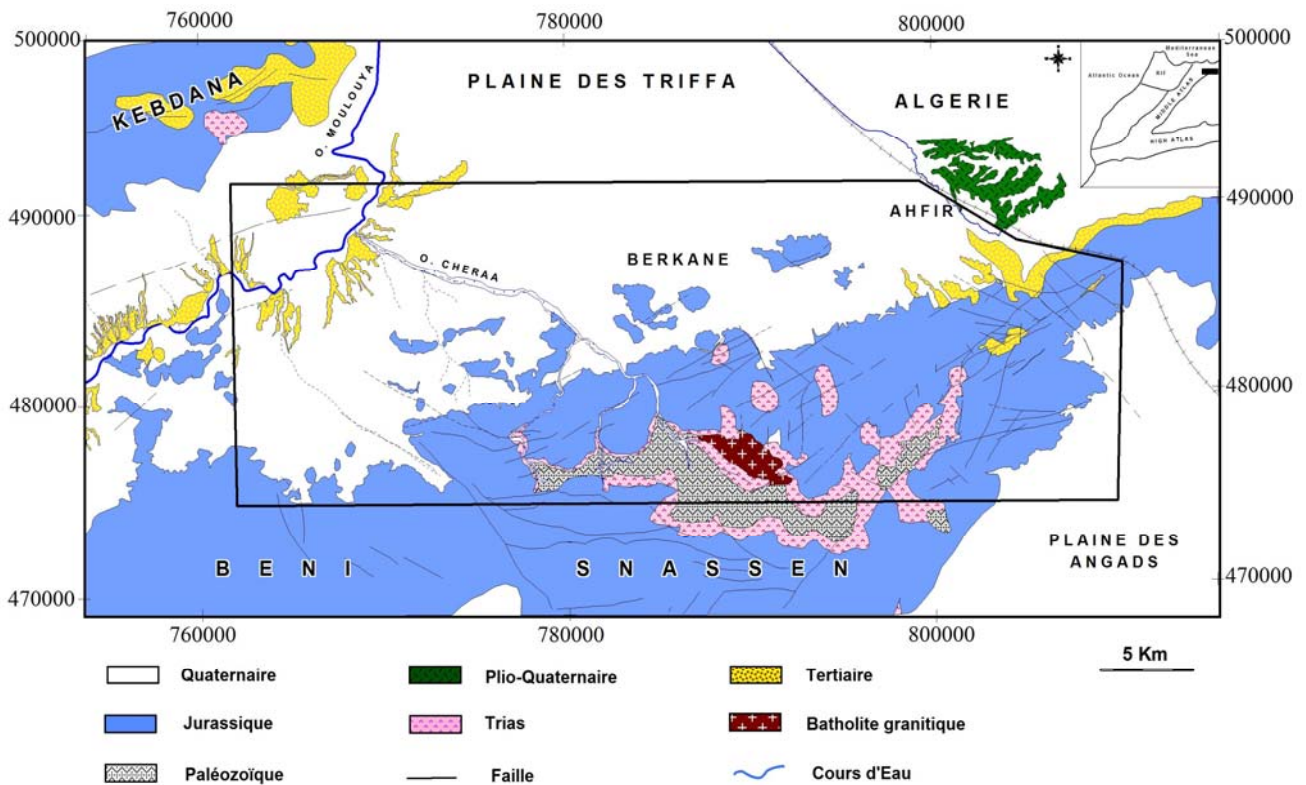 760000
780000
800000
500000
500000
Mediterranean
Sea
Atlantic Ocean
Rif
MIDDLE ATLAS
HIGH ATLAS
PLAINE DES TRIFFA
ALGERIE
KEBDANA
O. MOULOUYA
490000
490000
AHFIR
BERKANE
O. CHERAA
480000
480000
PLAINE DES
ANGADS
BENI SNASSEN
470000
470000
760000
780000
800000
5 Km
Quaternaire
Plio-Quaternaire
Tertiaire
Jurassique
Trias
Batholite granitique
Paléozoïque
Faille
Cours d'Eau